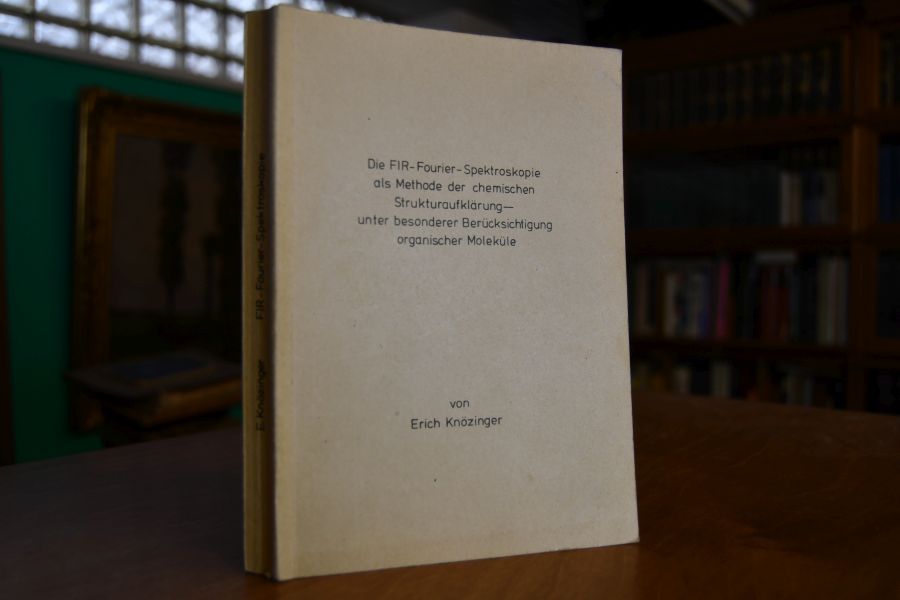 Die FIR-Fourier-Spektroskopie
als Methode der chemischen
Strukturaufklärung—
unter besonderer Berücksichtigung
organischer Moleküle
von
Erich Knözinger
E. Knözinger FIR-Fourier-Spektroskopie